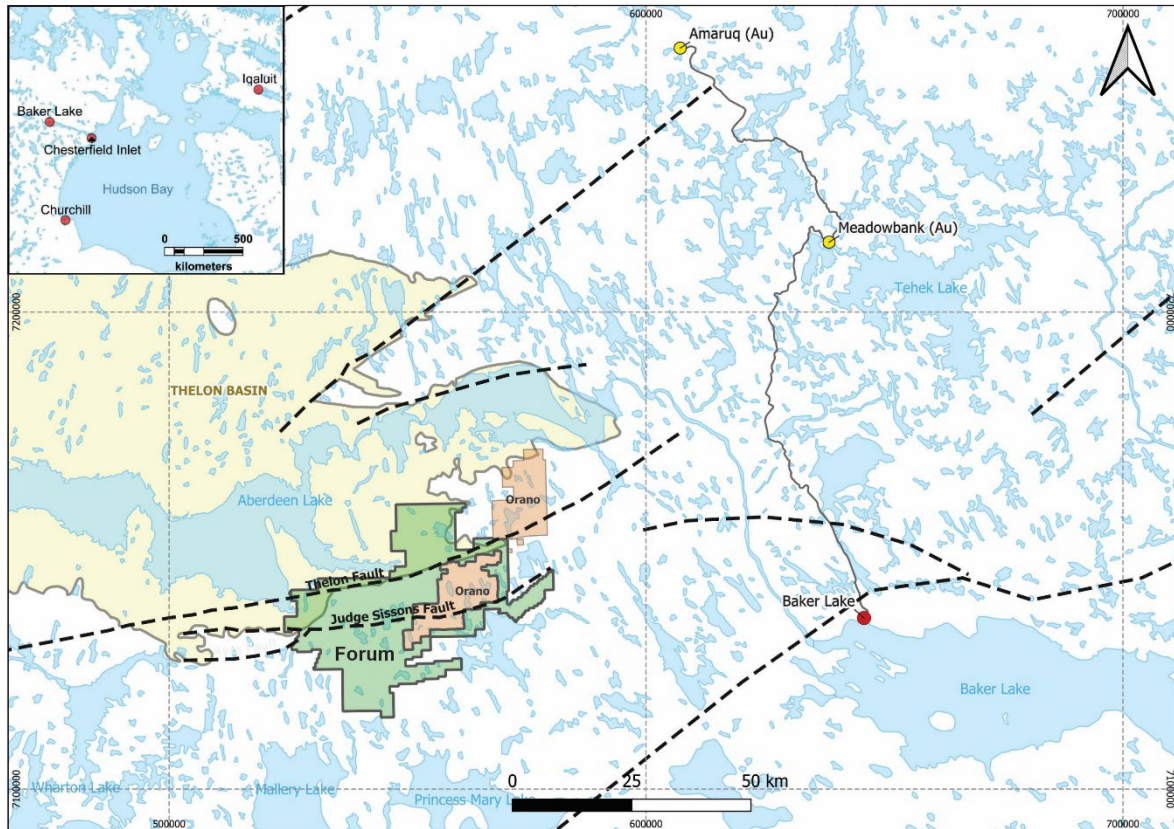 600000
700000
Iqaluit
Baker Lake
Chesterfield Inlet
Hudson Bay
Churchill
0 500
kilometers
Amaruq (Au)
Meadowbank (Au)
Tehek Lake
7200000
7200000
THELON BASIN
Aberdeen Lake
Orano
Thelon Fault
Orano
Judge Sissons Fault
Forum
Baker Lake
Baker Lake
0 25 50 km
Wharton Lake
Mallery Lake
Princess Mary Lake
7100000
7100000
500000
600000
700000